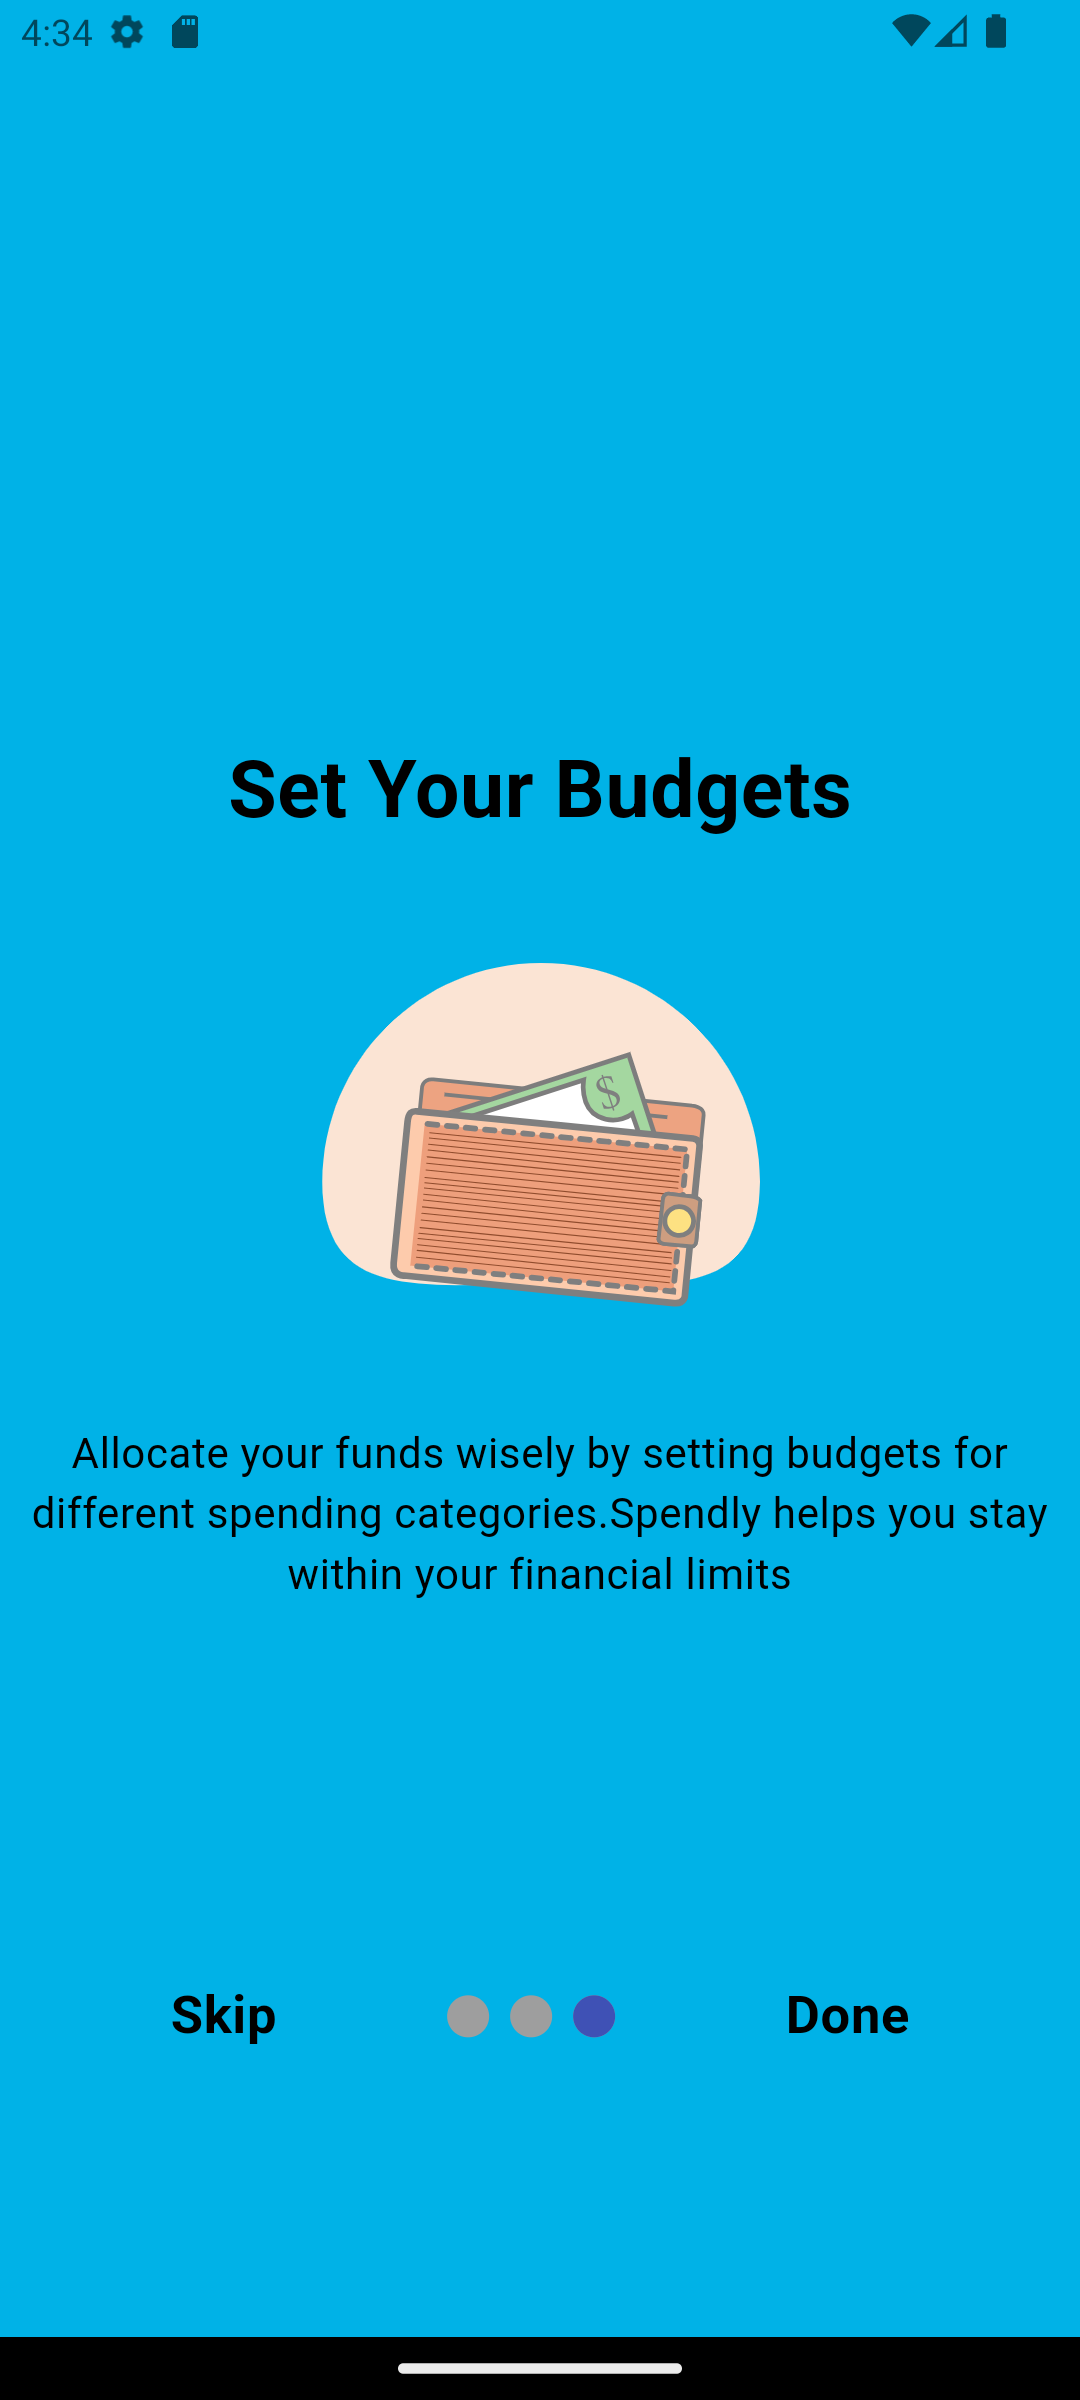 4:34
Set Your Budgets
$
Allocate your funds wisely by setting budgets for
different spending categories.Spendly helps you stay
within your financial limits
Skip
Done